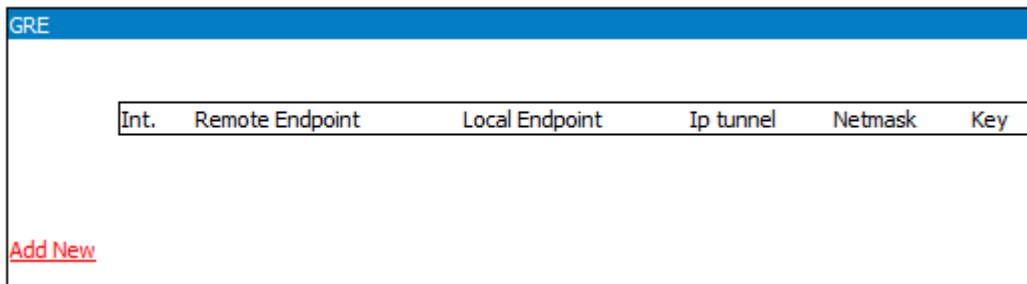 GRE
Int. Remote Endpoint Local Endpoint Ip tunnel Netmask Key
Add New